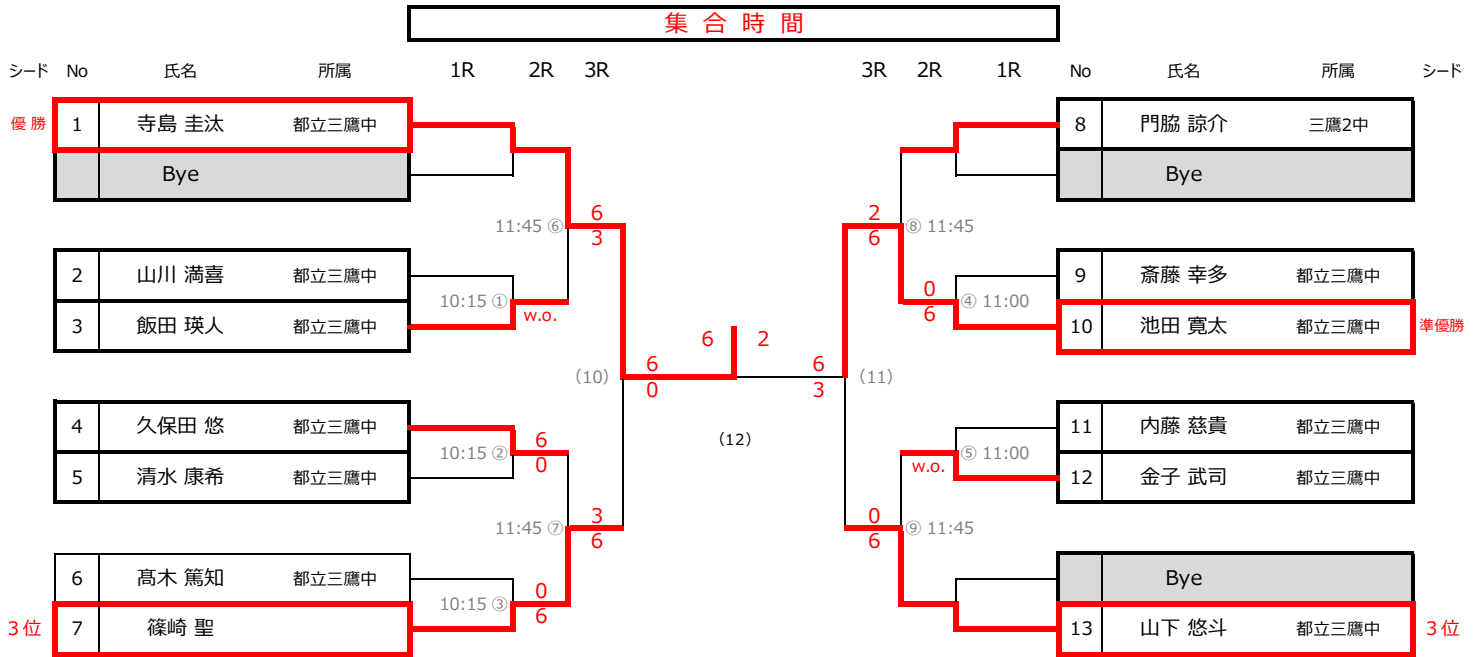 集 合 時 間
シード No 氏名 所属 1R 2R 3R 3R 2R 1R No 氏名 所属 シード
優 勝 1 寺島 圭汰 都立三鷹中 8 門脇 諒介 三鷹2中
Bye Bye
11:45 ⑥ 6 2 ⑧ 11:45
3 6
2 山川 満喜 都立三鷹中 9 斎藤 幸多 都立三鷹中
10:15 ① 0 ④ 11:00
w.o. 6
3 飯田 瑛人 都立三鷹中 10 池田 寛太 都立三鷹中 準優勝
6 2
(10) 6 6 (11)
0 3
4 久保田 悠 都立三鷹中 11 内藤 慈貴 都立三鷹中
(12)
10:15 ② 6 ⑤ 11:00
0 w.o.
5 清水 康希 都立三鷹中 12 金子 武司 都立三鷹中
11:45 ⑦ 3 0 ⑨ 11:45
6 6
6 髙木 篤知 都立三鷹中 Bye
10:15 ③ 0
6
3位 7 篠崎 聖 13 山下 悠斗 都立三鷹中 3位